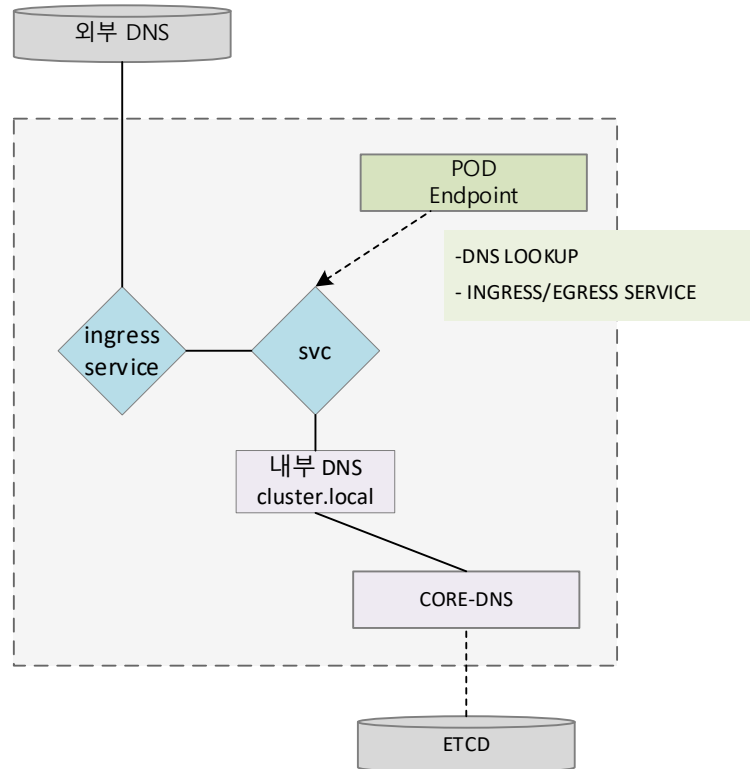 외부 DNS
POD
Endpoint
-DNS LOOKUP
- INGRESS/EGRESS SERVICE
ingress
service
svc
내부 DNS
cluster.local
CORE-DNS
ETCD